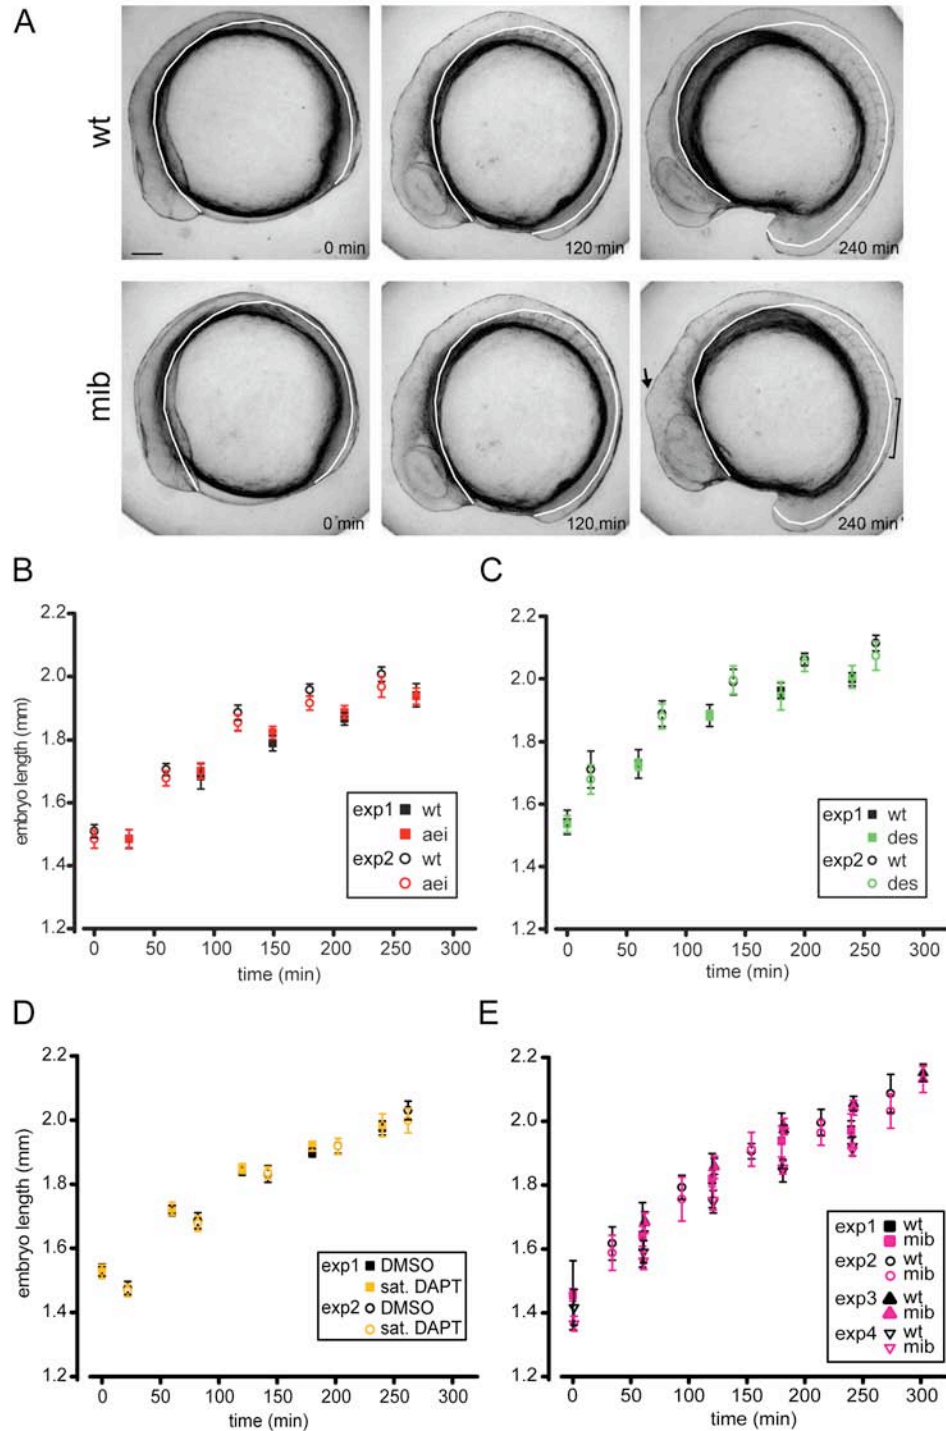 A
wt
0 min
120 min
240 min
mib
0 min
120 min
240 min
B
2.2
2.0
1.8
1.6
1.4
1.2
embryo length (mm)
0 50 100 150 200 250 300
time (min)
exp1 wt
aei
exp2 wt
aei
C
2.2
2.0
1.8
1.6
1.4
1.2
0 50 100 150 200 250 300
time (min)
exp1 wt
des
exp2 wt
des
D
2.2
2.0
1.8
1.6
1.4
1.2
embryo length (mm)
0 50 100 150 200 250 300
time (min)
exp1 DMSO
sat. DAPT
exp2 DMSO
sat. DAPT
E
2.2
2.0
1.8
1.6
1.4
1.2
0 50 100 150 200 250 300
time (min)
exp1 wt
mib
exp2 wt
mib
exp3 wt
mib
exp4 wt
mib